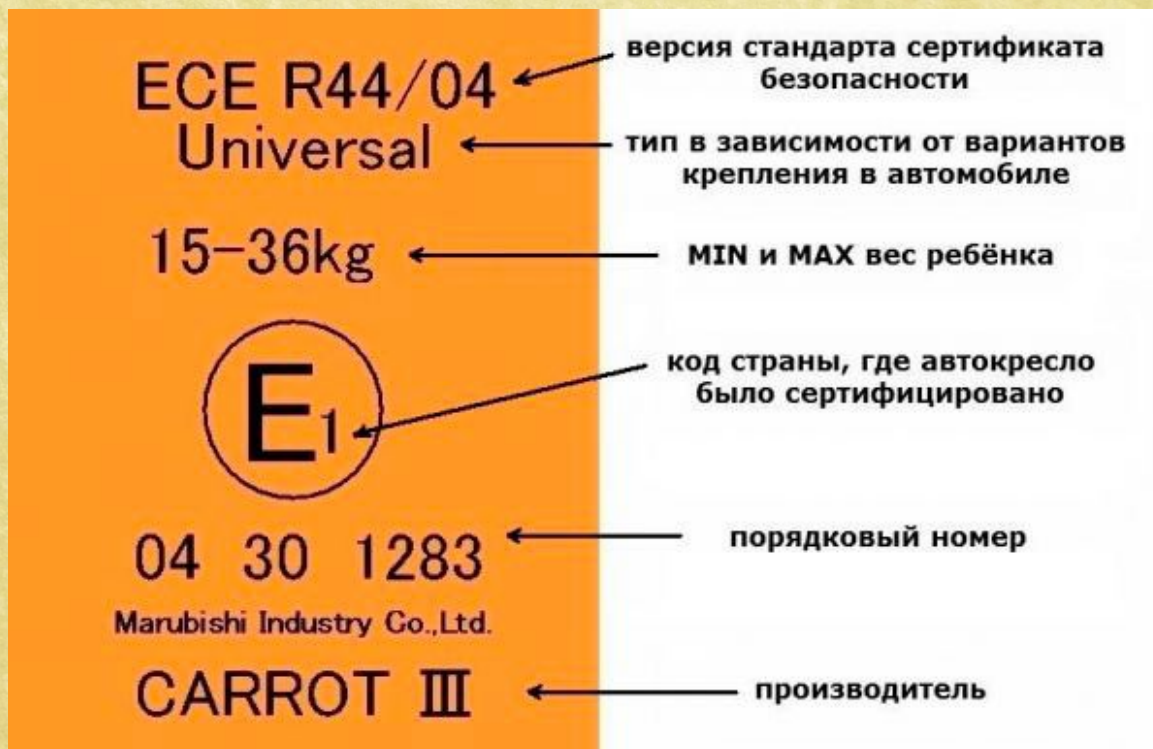 ECE R44/04
версия стандарта сертификата
безопасности
Universal
тип в зависимости от вариантов
крепления в автомобиле
15-36kg
MIN и MAX вес ребёнка
E1
код страны, где автокресло
было сертифицировано
04 30 1283
порядковый номер
Marubishi Industry Co.,Ltd.
CARROT III
производитель